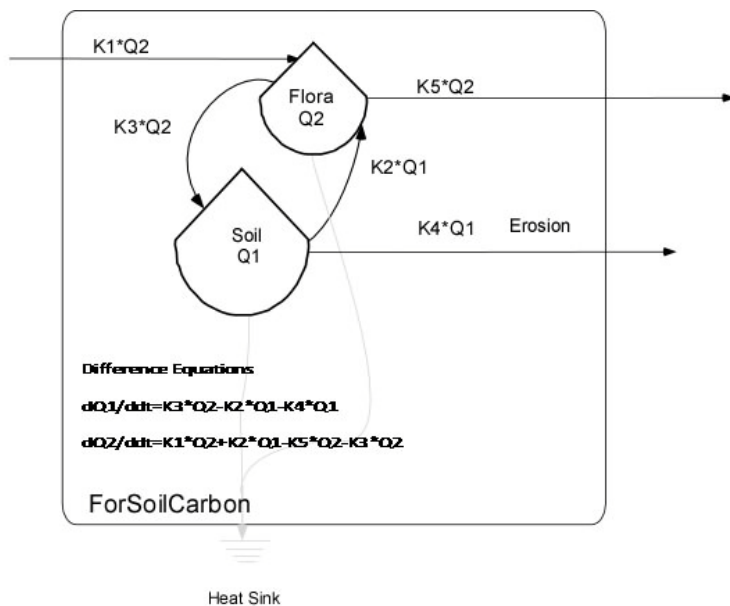 K1*Q2
Flora
Q2
K5*Q2
K3*Q2
K2*Q1
Soil
Q1
K4*Q1
Erosion
Difference Equations
dQ1/ddt=K3*Q2-K2*Q1-K4*Q1
dQ2/ddt=K1*Q2+K2*Q1-K5*Q2-K3*Q2
ForSoilCarbon
Heat Sink